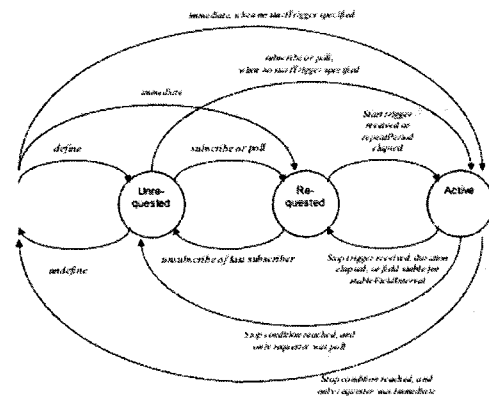 immediate, when no startTrigger specified
subscribe or poll,
when no startTrigger specified
immediate
Start trigger
received or
repeatPeriod
elapsed
define
subscribe or poll
Unre-
quested
Re-
quested
Active
undefine
unsubscribe of last subscriber
Stop trigger received, duration
elapsed, or field stable for
stableFieldInterval
Stop condition reached, and
only requester was poll
Stop condition reached, and
only requester was immediate